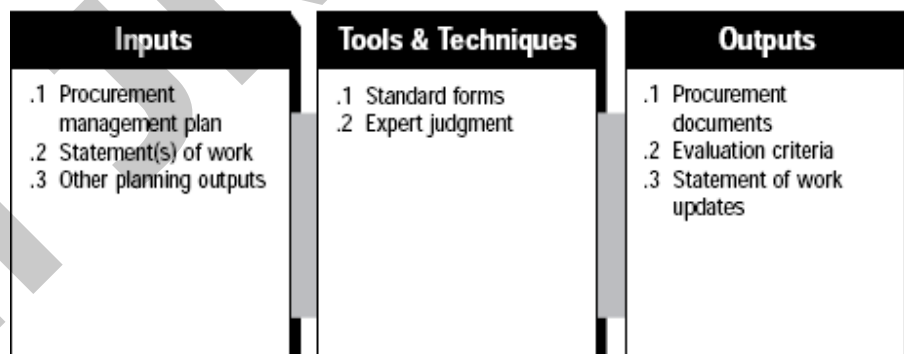 Inputs
.1 Procurement
management plan
.2 Statement(s) of work
.3 Other planning outputs
Tools & Techniques
.1 Standard forms
.2 Expert judgment
Outputs
.1 Procurement
documents
.2 Evaluation criteria
.3 Statement of work
updates